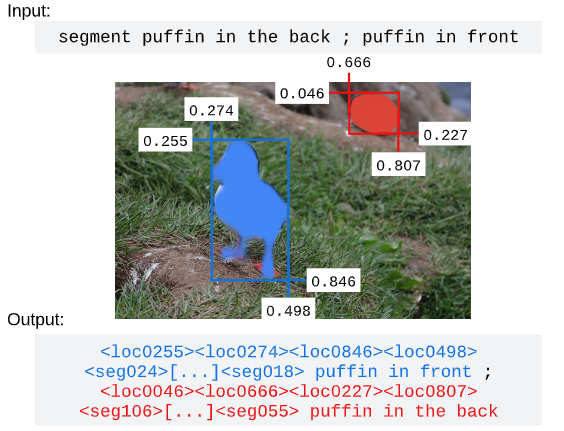 Input:
segment puffin in the back ; puffin in front
0.666
0.046
0.274
0.227
0.255
0.807
0.846
0.498
Output:
<loc0255><loc0274><loc0846><loc0498>
<seg024>[...]<seg018> puffin in front ;
<loc0046><loc0666><loc0227><loc0807>
<seg106>[...]<seg055> puffin in the back